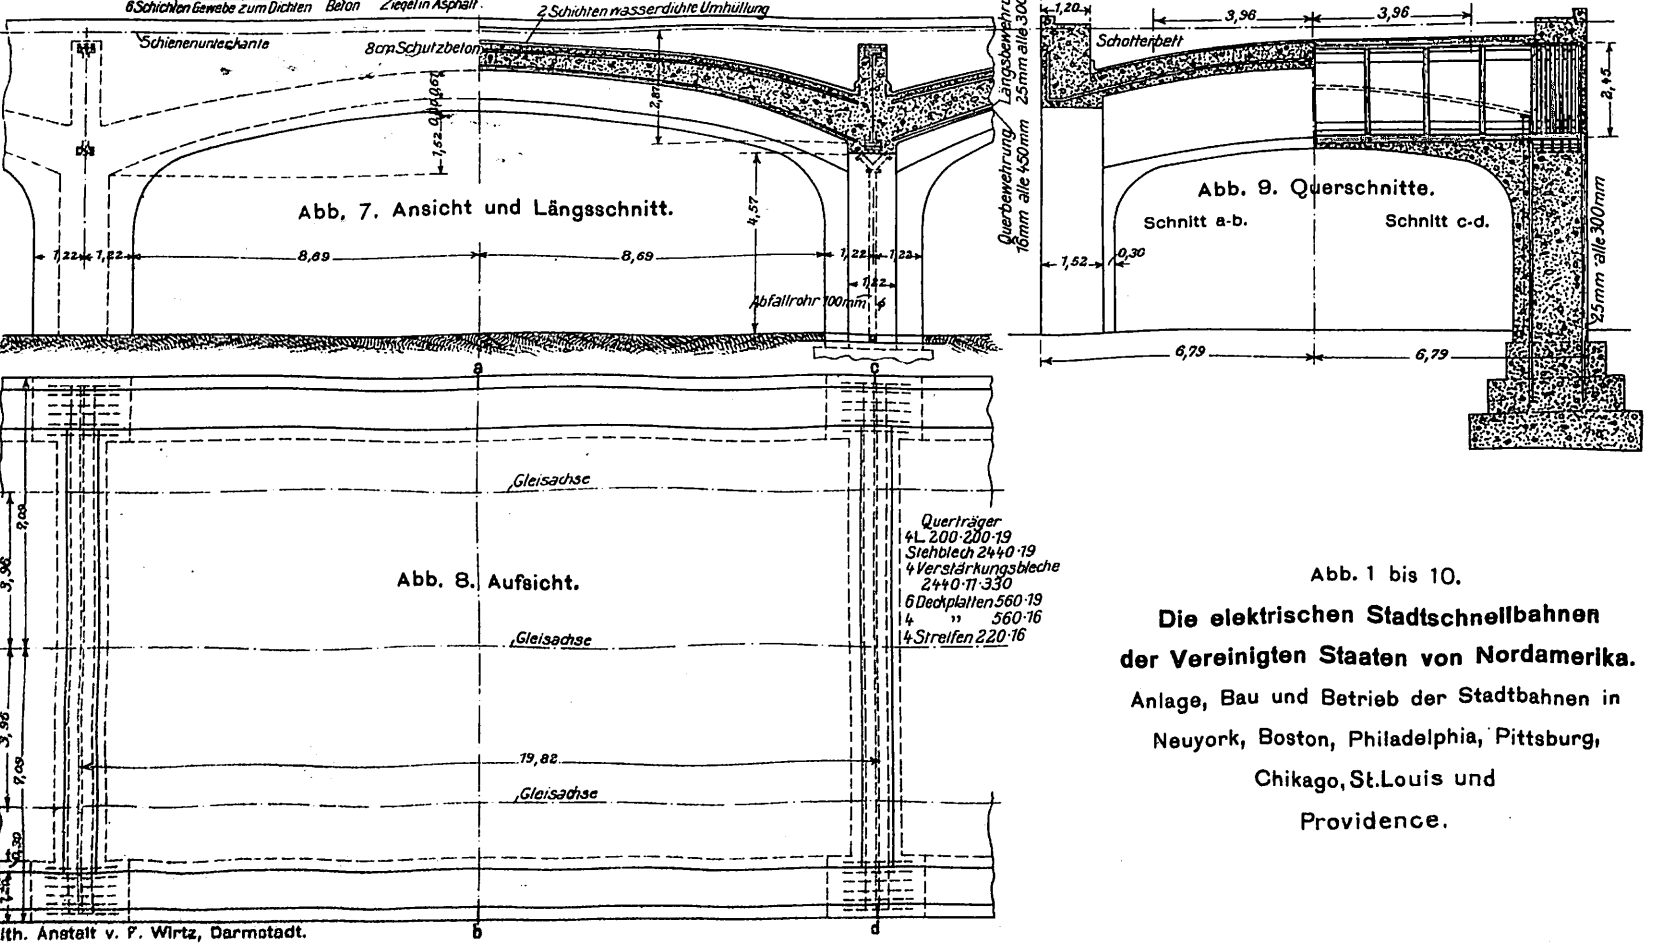 6 Schichten Gewebe zum Dichten Beton Ziegel in Asphalt.
2 Schichten wasserdichte Umhüllung
Schienenunterkante
8cm Schutzbeton
2,87
1,52
4,57
Abb. 7. Ansicht und Längsschnitt.
1,22 1,22
8,69
8,69
1,22 1,22
1,22
Abfallrohr 100mm ϕ
Längsbewehrung
25mm alle 300
Querbewehrung
16mm alle 450mm
1,20
3,96
3,96
Schotterbett
2,45
Abb. 9. Querschnitte.
Schnitt a-b.
Schnitt c-d.
1,52
0,30
25mm alle 300mm
6,79
6,79
a
c
Gleisachse
9,09
3,96
Querträger
4L 200·200·19
Stehblech 2440·19
4 Verstärkungsbleche
2440·11·330
6 Deckplatten 560·19
4 „ 560·16
4 Streifen 220·16
Abb. 8. Aufsicht.
Gleisachse
3,96
9,09
19,82
Gleisachse
0,30
b
d
lith. Anstalt v. F. Wirtz, Darmstadt.
Abb. 1 bis 10.
Die elektrischen Stadtschnellbahnen
der Vereinigten Staaten von Nordamerika.
Anlage, Bau und Betrieb der Stadtbahnen in
Neuyork, Boston, Philadelphia, Pittsburg,
Chikago, St.Louis und
Providence.